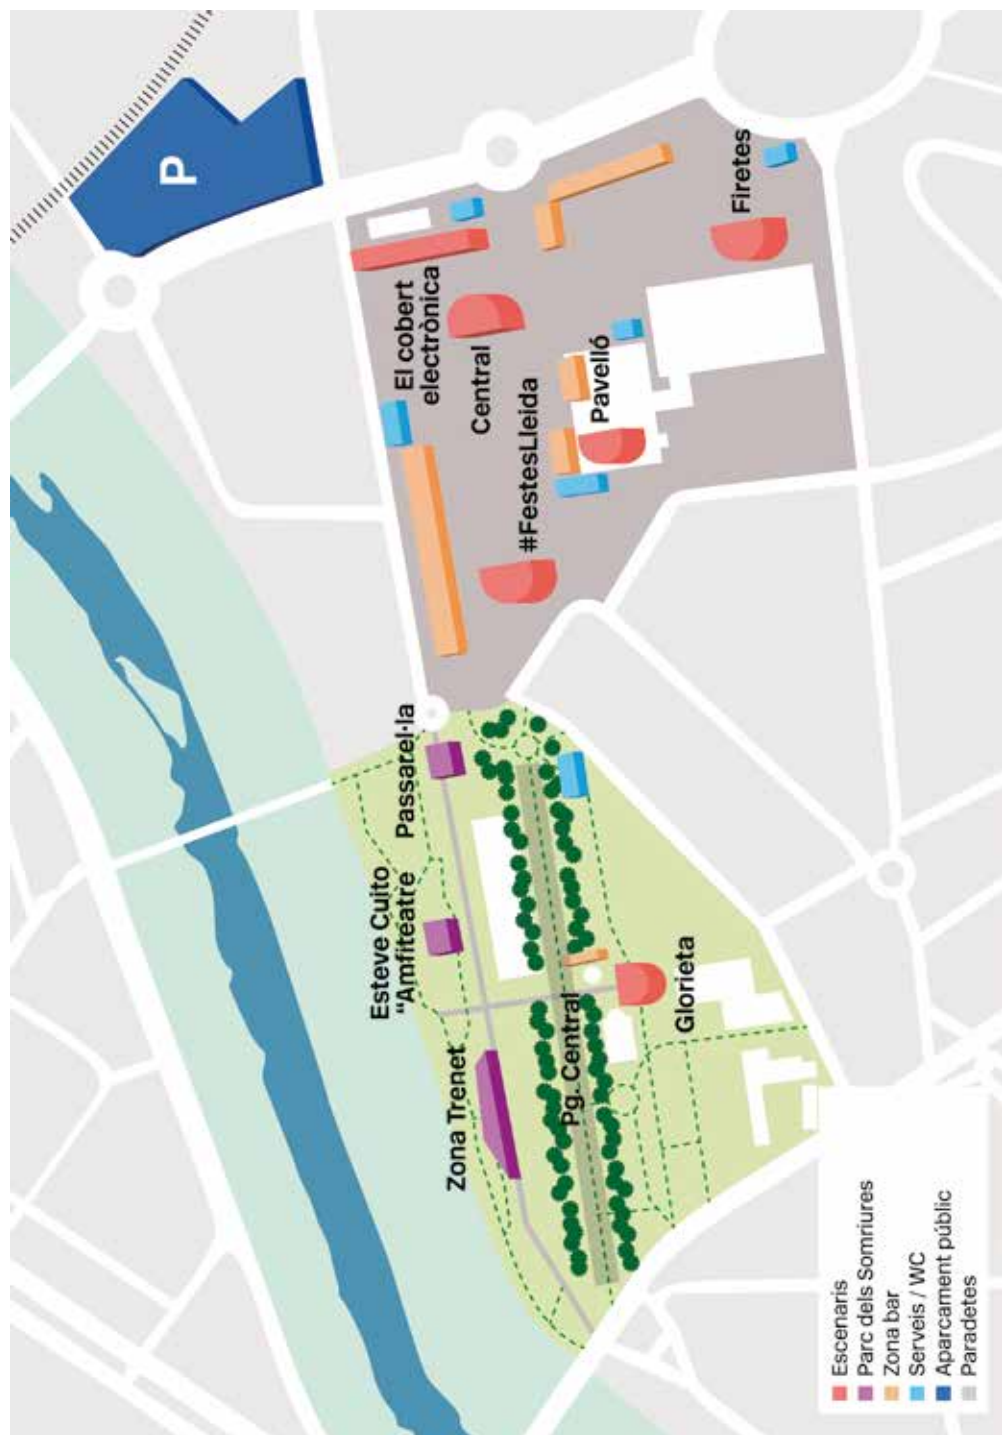 P
El cobert
electrònica
Central
#FestesLleida
Pavelló
Firetes
Passarel·la
Esteve Cuito
"Amfiteatre
Zona Trenet
Pg. Central
Glorieta
Escenaris
Parc dels Somriures
Zona bar
Serveis / WC
Aparcament públic
Paradetes